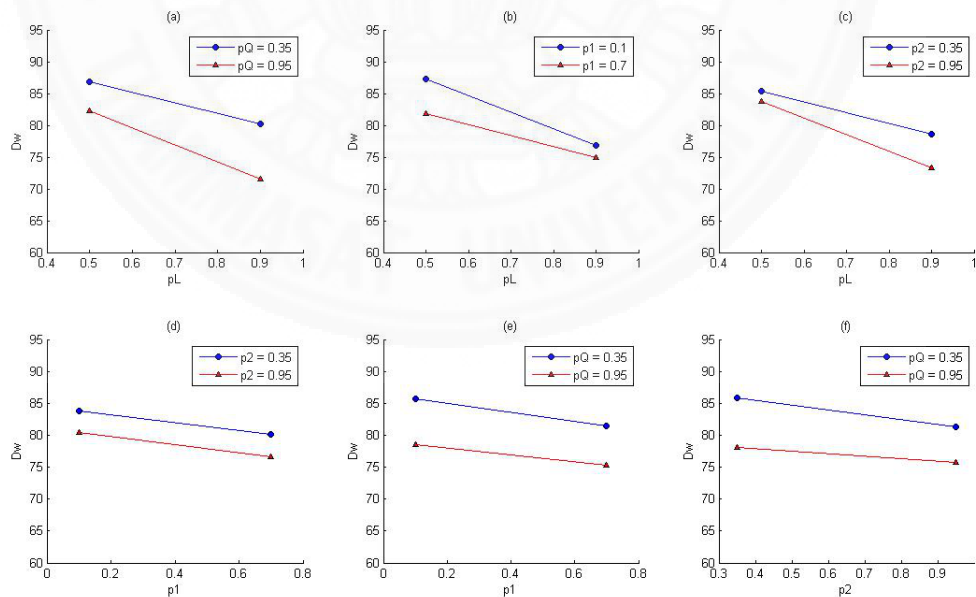 (a)
95
90
85
80
75
70
65
60
Dw
pQ = 0.35
pQ = 0.95
0.4 0.5 0.6 0.7 0.8 0.9 1
pL
(b)
95
90
85
80
75
70
65
60
Dw
p1 = 0.1
p1 = 0.7
0.4 0.5 0.6 0.7 0.8 0.9 1
pL
(c)
95
90
85
80
75
70
65
60
Dw
p2 = 0.35
p2 = 0.95
0.4 0.5 0.6 0.7 0.8 0.9 1
pL
(d)
95
90
85
80
75
70
65
60
Dw
p2 = 0.35
p2 = 0.95
0 0.2 0.4 0.6 0.8
p1
(e)
95
90
85
80
75
70
65
60
Dw
pQ = 0.35
pQ = 0.95
0 0.2 0.4 0.6 0.8
p1
(f)
95
90
85
80
75
70
65
60
Dw
pQ = 0.35
pQ = 0.95
0.3 0.4 0.5 0.6 0.7 0.8 0.9
p2
UNIVERSITY